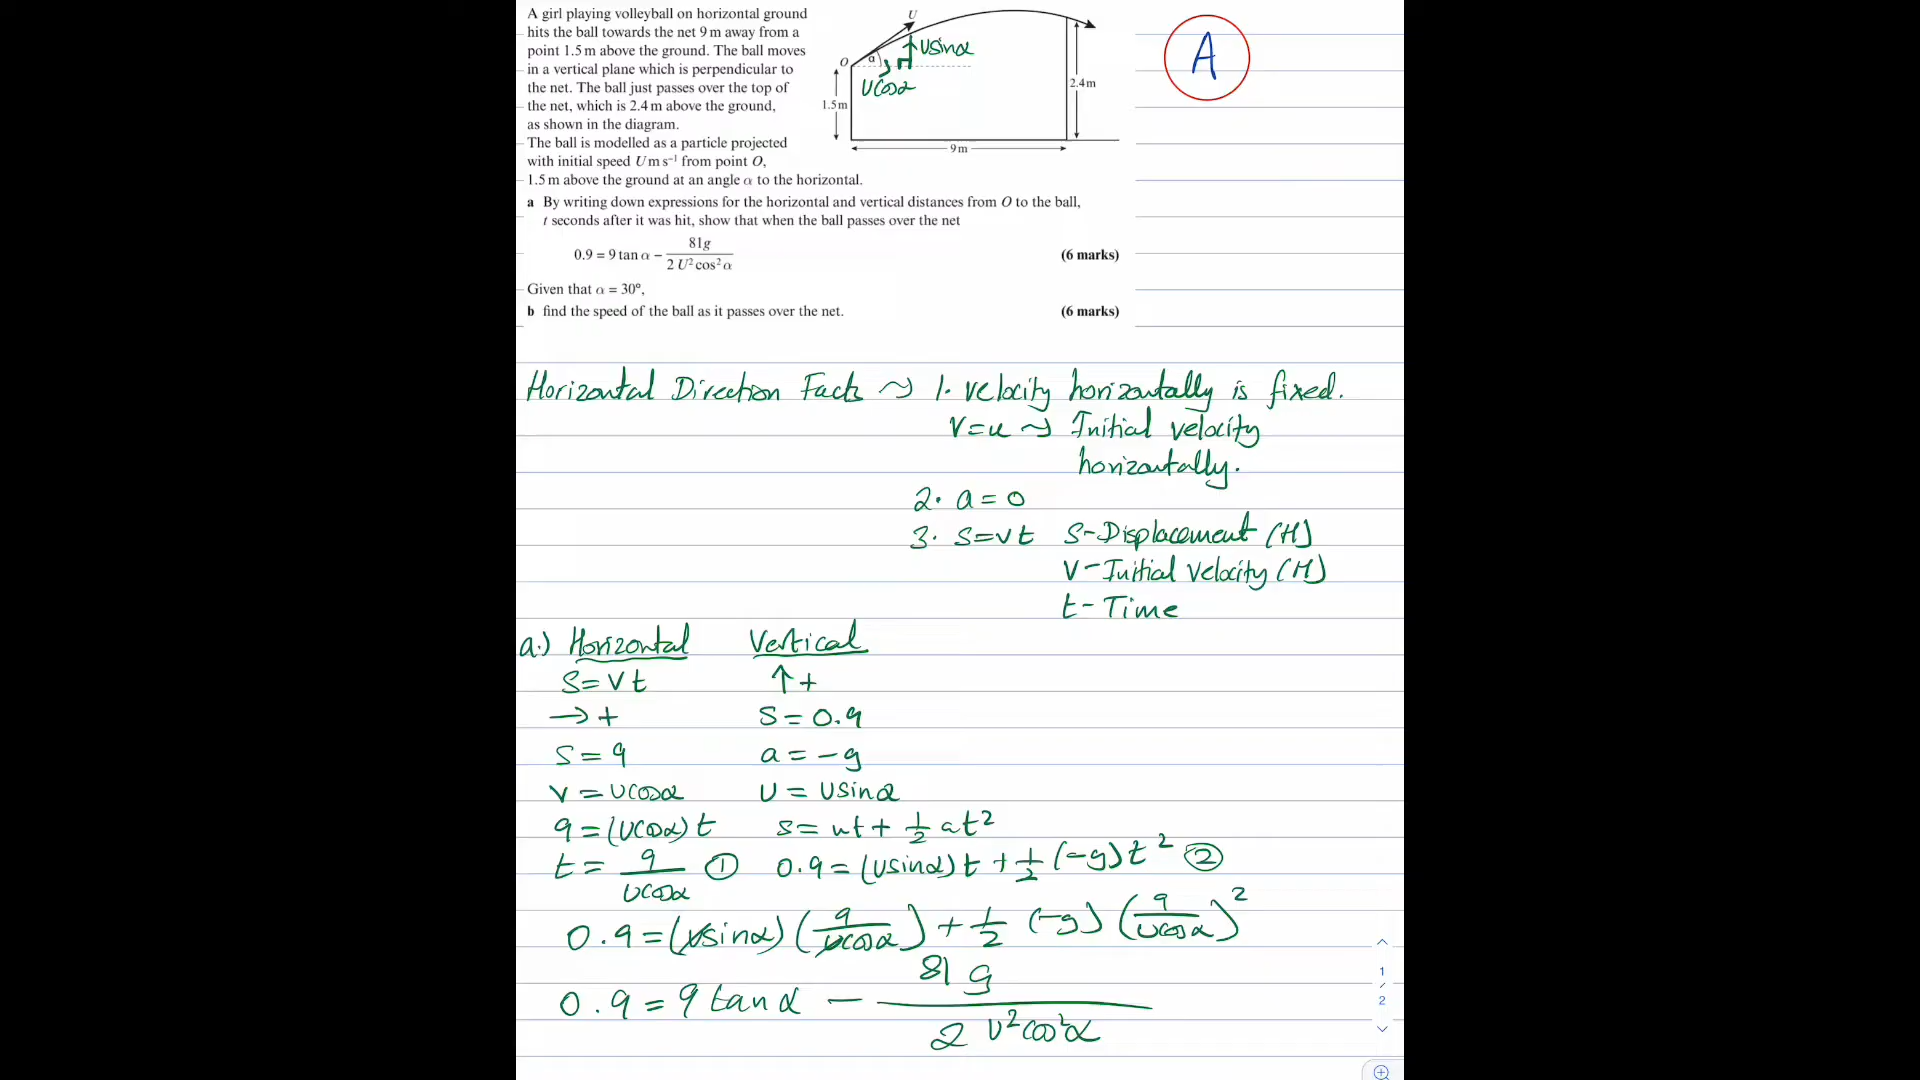 A girl playing volleyball on horizontal ground
hits the ball towards the net 9 m away from a
point 1.5 m above the ground. The ball moves
in a vertical plane which is perpendicular to
the net. The ball just passes over the top of
the net, which is 2.4 m above the ground,
as shown in the diagram.
The ball is modelled as a particle projected
with initial speed U m s⁻¹ from point O,
1.5 m above the ground at an angle α to the horizontal.
U
Usinα
O
α
Ucosα
1.5 m
2.4 m
9 m
A
a By writing down expressions for the horizontal and vertical distances from O to the ball,
t seconds after it was hit, show that when the ball passes over the net
0.9 = 9 tan α − 81g / 2 U² cos² α (6 marks)
Given that α = 30°,
b find the speed of the ball as it passes over the net. (6 marks)
Horizontal Direction Facts ~> 1. velocity horizontally is fixed.
V=u ~> Initial velocity
horizontally.
2. a=0
3. S=vt S-Displacement (H)
V-Initial Velocity (H)
t-Time
a.) Horizontal Vertical
S=Vt ↑+
→+ S=0.9
S=9 a=-g
V=Ucosα U=Usinα
9=(Ucosα)t s=ut+1/2 at²
t=9/Ucosα ① 0.9=(Usinα)t+1/2(-g)t² ②
0.9=(Usinα)(9/Ucosα)+1/2(-g)(9/Ucosα)²
0.9=9tanα - 81g/2U²cos²α
1
/
2